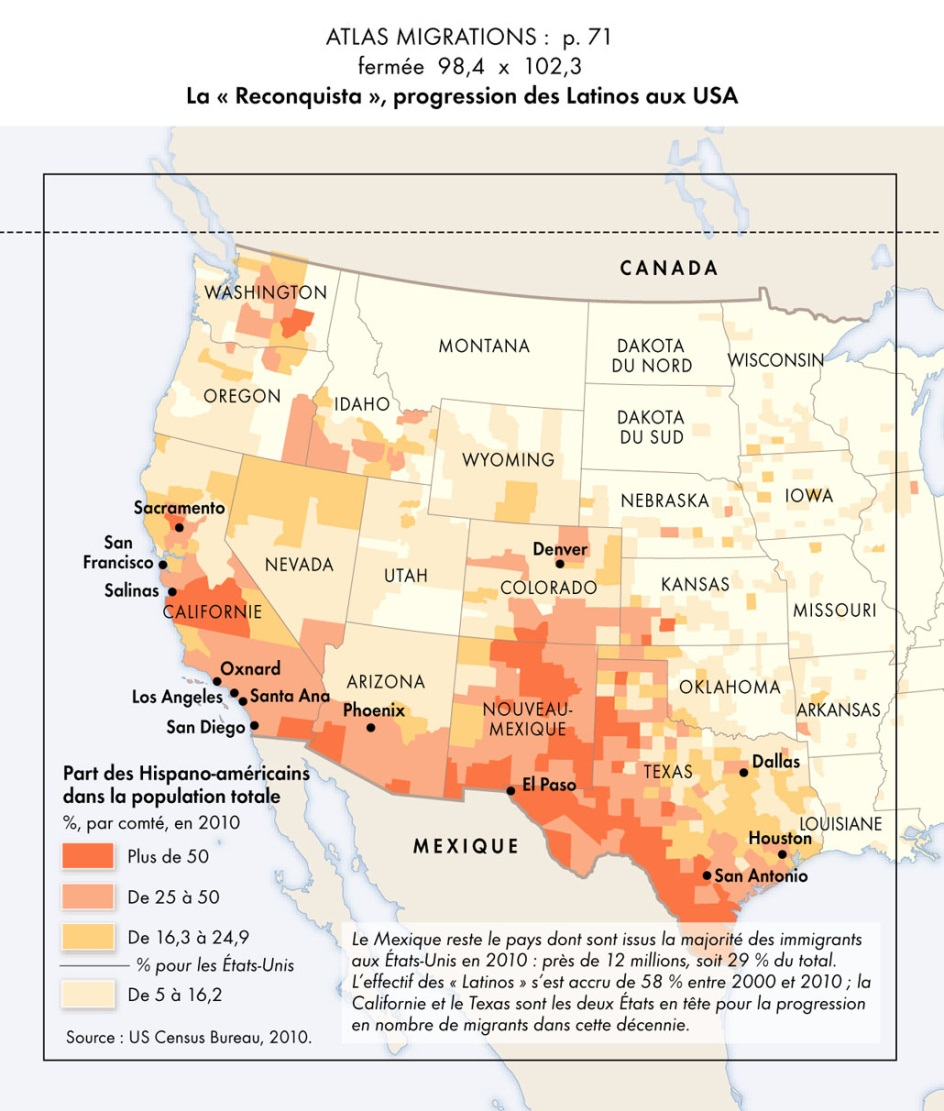 ATLAS MIGRATIONS : p. 71
fermée 98,4 x 102,3
La « Reconquista », progression des Latinos aux USA
CANADA
WASHINGTON
MONTANA
DAKOTA
DU NORD
WISCONSIN
OREGON
IDAHO
DAKOTA
DU SUD
WYOMING
NEBRASKA
IOWA
Sacramento
San
Francisco
Salinas
NEVADA
UTAH
Denver
COLORADO
KANSAS
MISSOURI
CALIFORNIE
Oxnard
Los Angeles
Santa Ana
San Diego
ARIZONA
Phoenix
NOUVEAU-
MEXIQUE
OKLAHOMA
ARKANSAS
El Paso
TEXAS
Dallas
LOUISIANE
Houston
San Antonio
MEXIQUE
Part des Hispano-américains
dans la population totale
%, par comté, en 2010
Plus de 50
De 25 à 50
De 16,3 à 24,9
% pour les États-Unis
De 5 à 16,2
Source : US Census Bureau, 2010.
Le Mexique reste le pays dont sont issus la majorité des immigrants
aux États-Unis en 2010 : près de 12 millions, soit 29 % du total.
L’effectif des « Latinos » s’est accru de 58 % entre 2000 et 2010 ; la
Californie et le Texas sont les deux États en tête pour la progression
en nombre de migrants dans cette décennie.